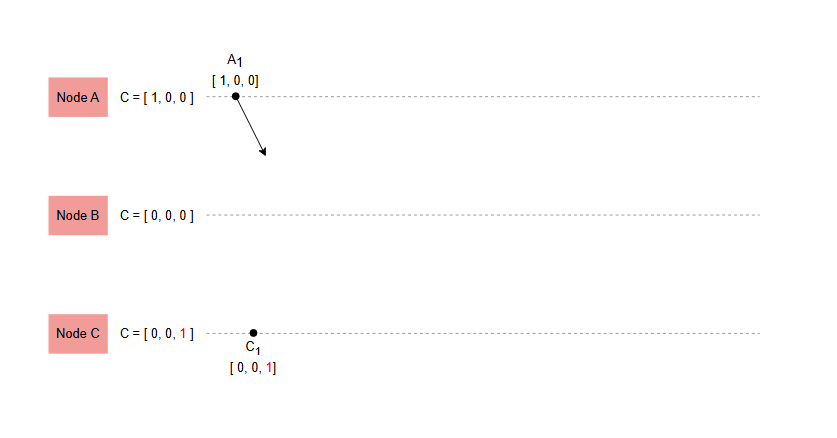 A1
[ 1, 0, 0]
Node A
C = [ 1, 0, 0 ]
Node B
C = [ 0, 0, 0 ]
Node C
C = [ 0, 0, 1 ]
C1
[ 0, 0, 1]